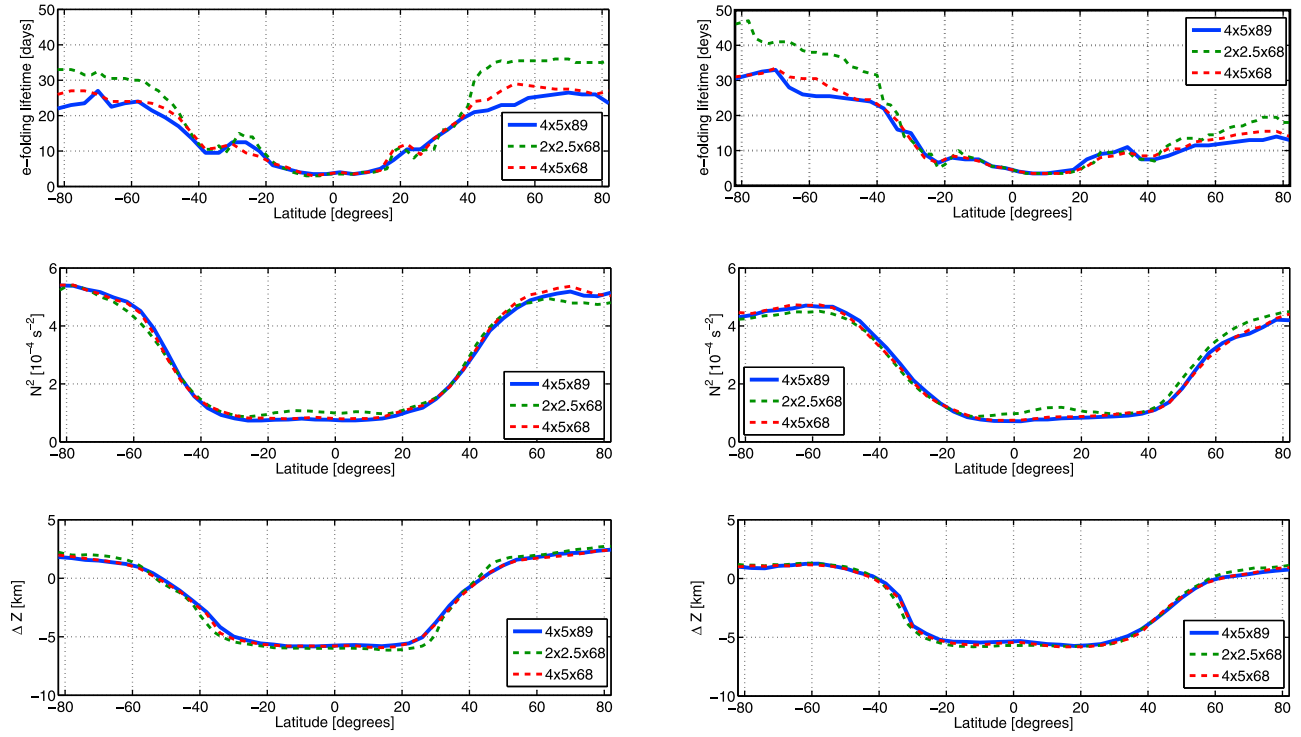 50
40
30
20
10
0
e-folding lifetime [days]
4x5x89
2x2.5x68
4x5x68
−80 −60 −40 −20 0 20 40 60 80
Latitude [degrees]
50
40
30
20
10
0
e-folding lifetime [deys]
4x5x89
2x2.5x68
4x5x68
−80 −60 −40 −20 0 20 40 60 80
Latitude [degrees]
6
4
2
0
N² [10⁻⁴ s⁻²]
4x5x89
2x2.5x68
4x5x68
−80 −60 −40 −20 0 20 40 60 80
Latitude [degrees]
6
4
2
0
N² [10⁻⁴ s⁻²]
4x5x89
2x2.5x68
4x5x68
−80 −60 −40 −20 0 20 40 60 80
Latitude [degrees]
5
0
−5
−10
Δ Z [km]
4x5x89
2x2.5x68
4x5x68
−80 −60 −40 −20 0 20 40 60 80
Latitude [degrees]
5
0
−5
−10
Δ Z [km]
4x5x89
2x2.5x68
4x5x68
−80 −60 −40 −20 0 20 40 60 80
Latitude [degrees]